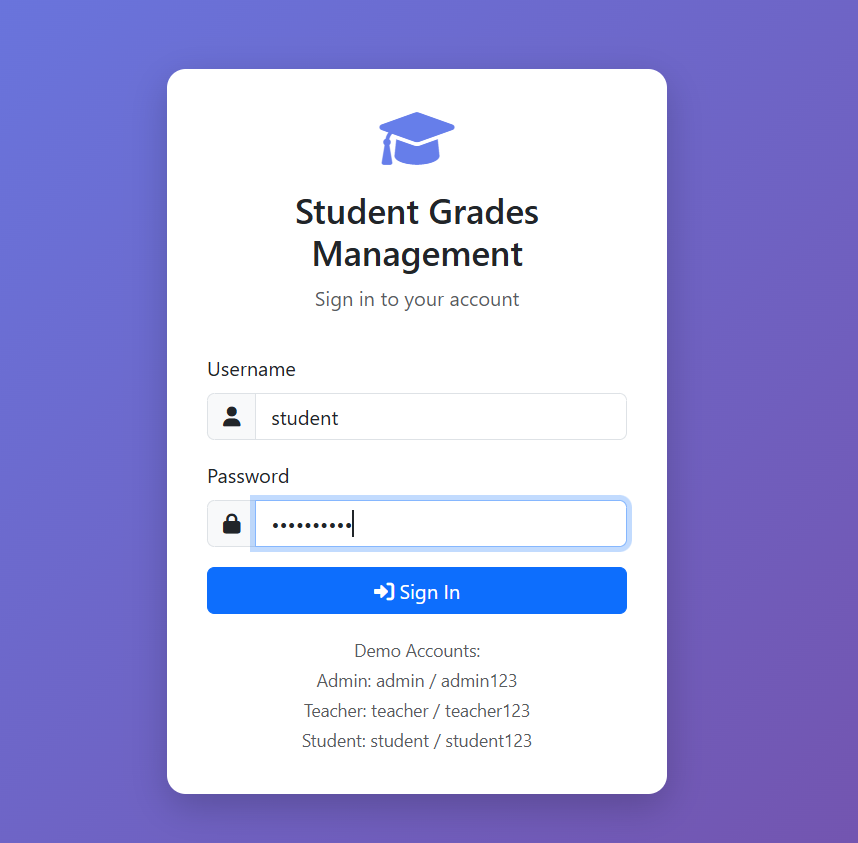 Student Grades
Management
Sign in to your account
Username
student
Password
••••••••••
Sign In
Demo Accounts:
Admin: admin / admin123
Teacher: teacher / teacher123
Student: student / student123